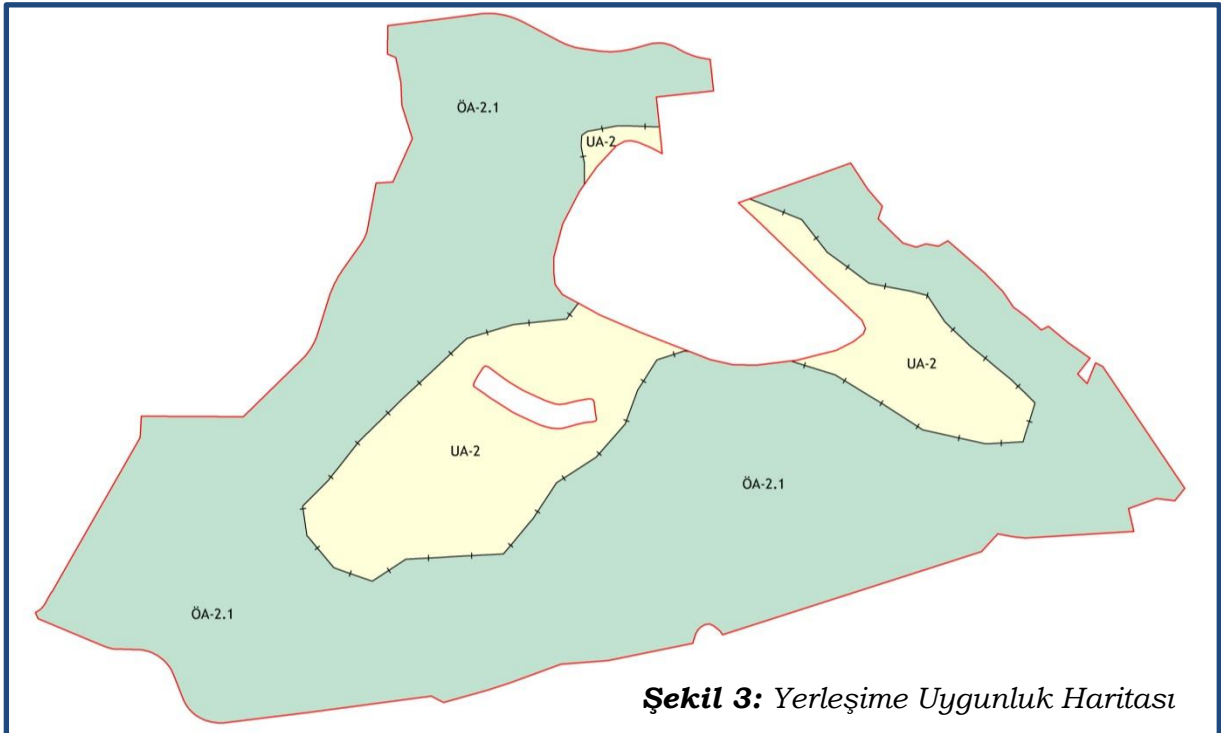 ÖA-2.1
UA-2
UA-2
UA-2
ÖA-2.1
ÖA-2.1
Şekil 3: Yerleşime Uygunluk Haritası